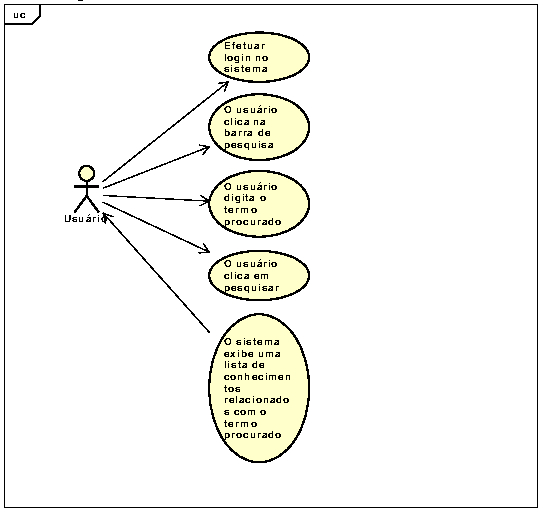 uc
Efetuar
login no
sistema
O usuário
clica na
barra de
pesquisa
Usuário
O usuário
digita o
termo
procurado
O usuário
clica em
pesquisar
O sistema
exibe uma
lista de
conhecimen
tos
relacionado
s com o
termo
procurado